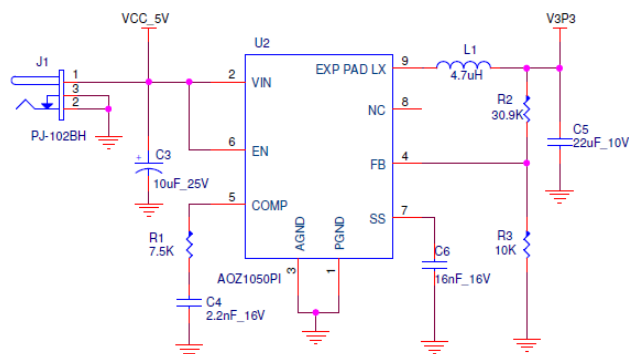 VCC_5V
V3P3
J1
1
3
2
PJ-102BH
U2
2
VIN
EXP PAD LX
9
L1
4.7uH
NC
8
R2
30.9K
C5
22uF_10V
6
EN
FB
4
C3
+
10uF_25V
5
COMP
SS
7
R1
7.5K
AGND
PGND
3
1
AOZ1050PI
C6
16nF_16V
R3
10K
C4
2.2nF_16V